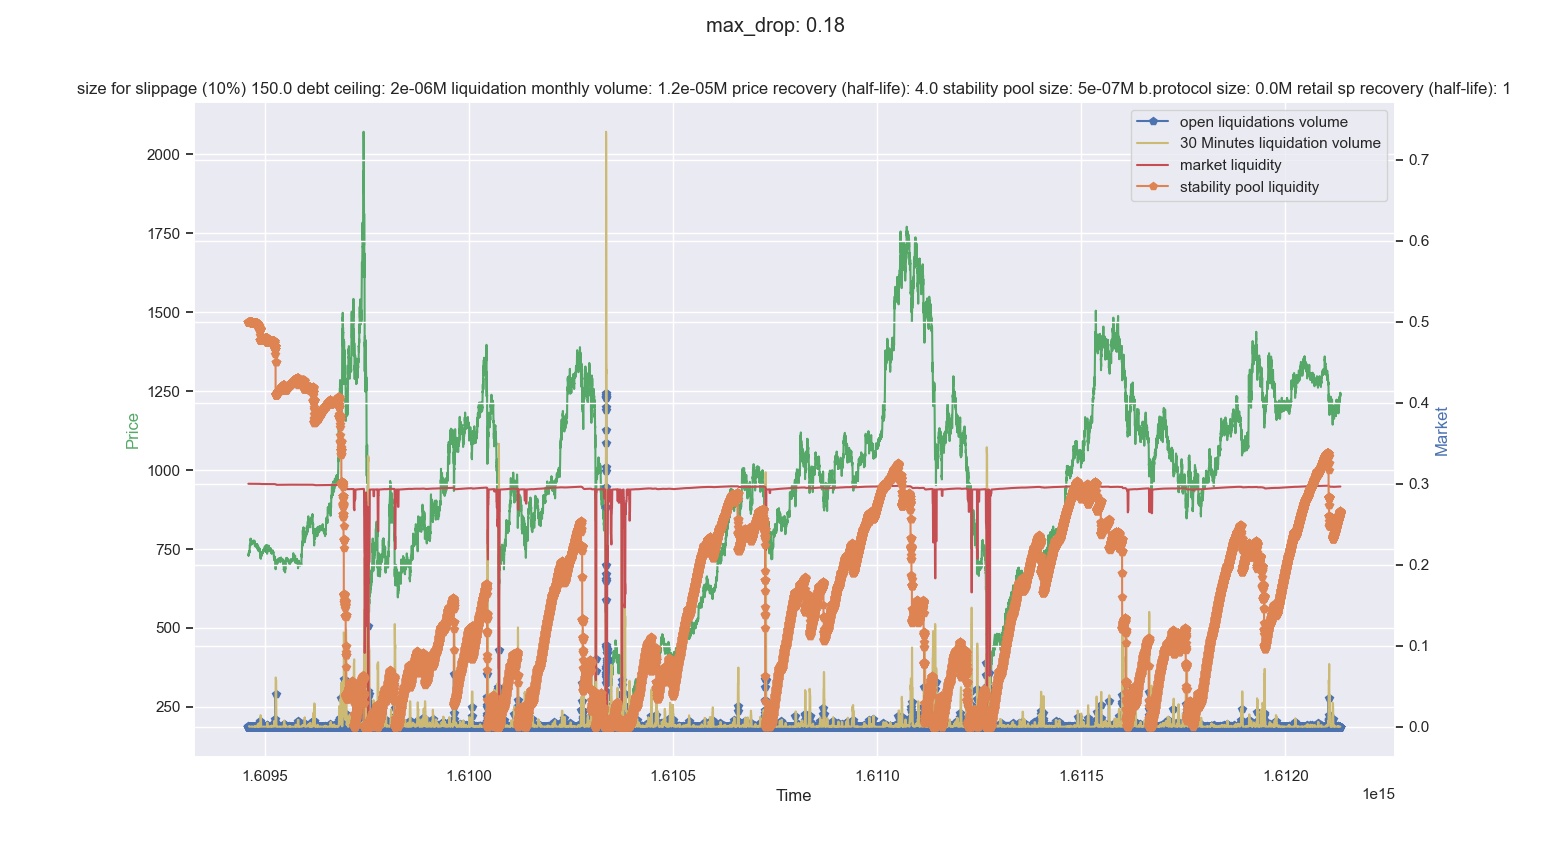 max_drop: 0.18
size for slippage (10%) 150.0 debt ceiling: 2e-06M liquidation monthly volume: 1.2e-05M price recovery (half-life): 4.0 stability pool size: 5e-07M b.protocol size: 0.0M retail sp recovery (half-life): 1
open liquidations volume
30 Minutes liquidation volume
market liquidity
stability pool liquidity
2000
1750
1500
1250
1000
750
500
250
Price
0.7
0.6
0.5
0.4
0.3
0.2
0.1
0.0
Market
1.6095 1.6100 1.6105 1.6110 1.6115 1.6120
1e15
Time